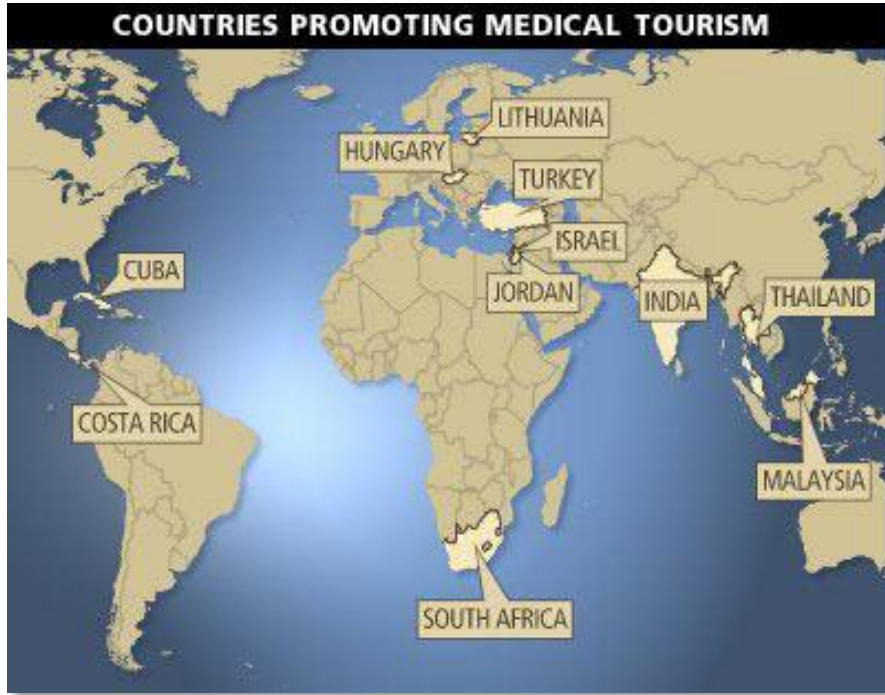 COUNTRIES PROMOTING MEDICAL TOURISM
LITHUANIA
HUNGARY
TURKEY
ISRAEL
CUBA
JORDAN
INDIA
THAILAND
COSTA RICA
MALAYSIA
SOUTH AFRICA